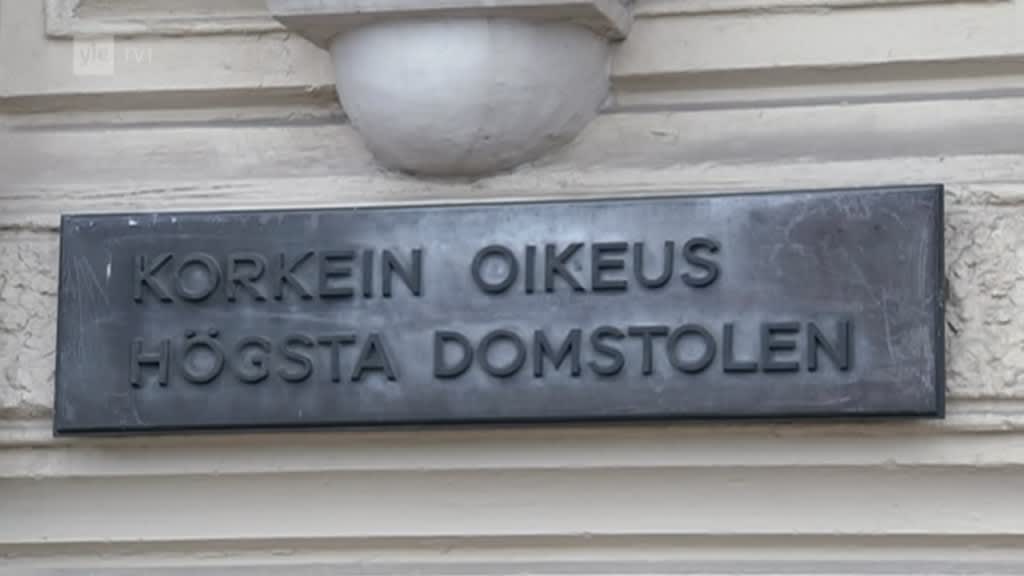 yle TV1
KORKEIN OIKEUS
HÖGSTA DOMSTOLEN